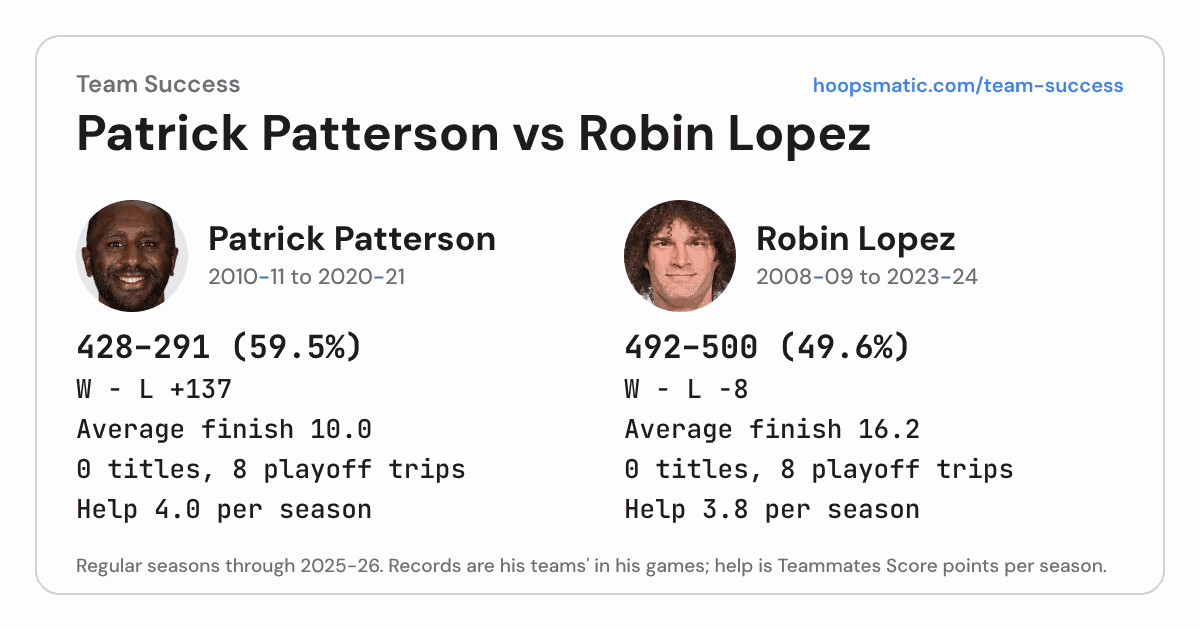 Team Success
hoopsmatic.com/team-success
Patrick Patterson vs Robin Lopez
Patrick Patterson
2010-11 to 2020-21
428-291 (59.5%)
W - L +137
Average finish 10.0
0 titles, 8 playoff trips
Help 4.0 per season
Robin Lopez
2008-09 to 2023-24
492-500 (49.6%)
W - L -8
Average finish 16.2
0 titles, 8 playoff trips
Help 3.8 per season
Regular seasons through 2025-26. Records are his teams' in his games; help is Teammates Score points per season.